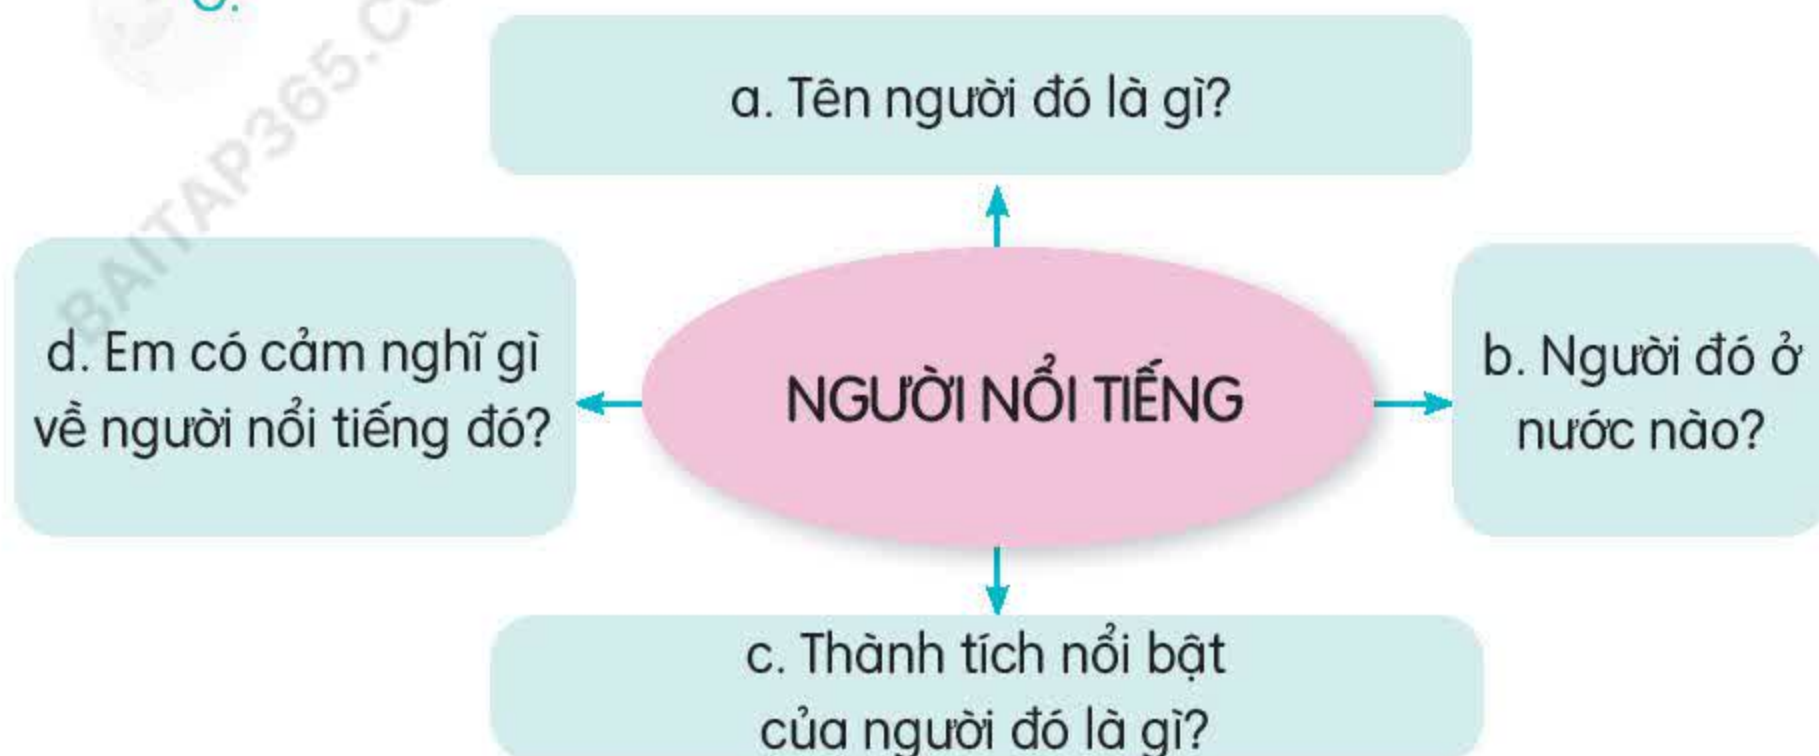 a. Tên người đó là gì?
d. Em có cảm nghĩ gì
về người nổi tiếng đó?
NGƯỜI NỔI TIẾNG
b. Người đó ở
nước nào?
c. Thành tích nổi bật
của người đó là gì?
BAITAP365.C